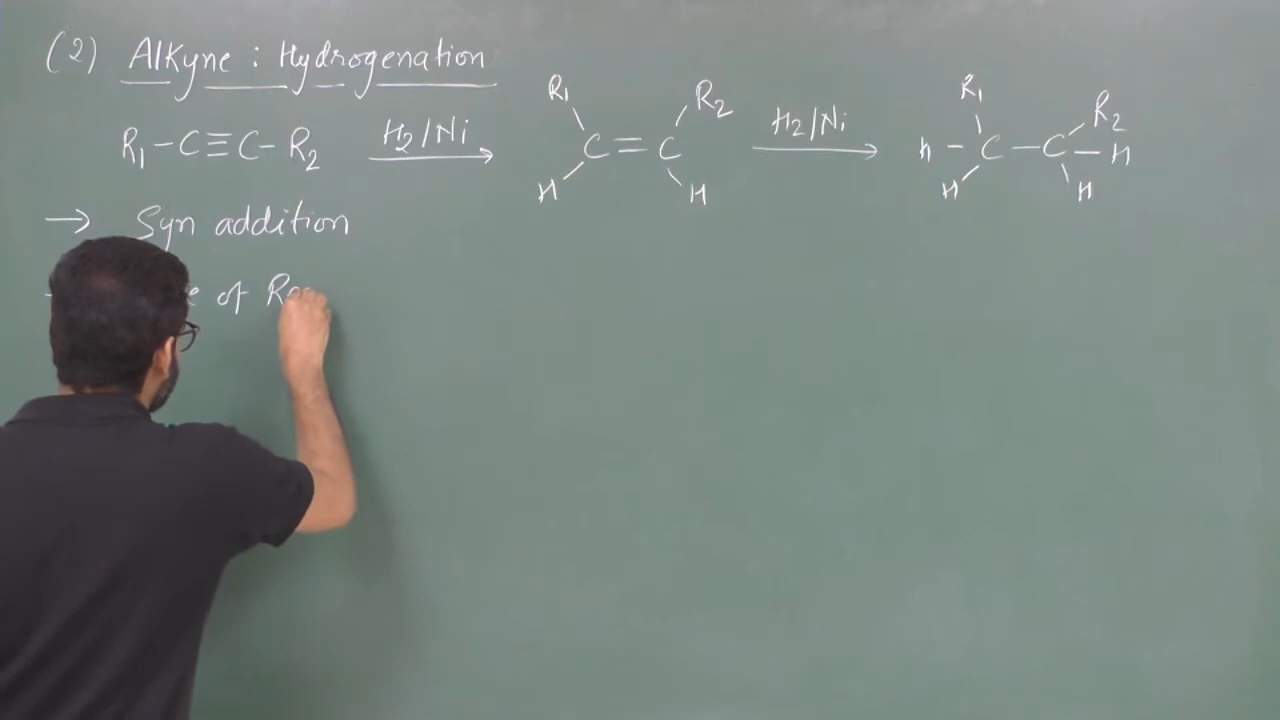 (2) Alkyne : Hydrogenation
R1-C≡C-R2 H2/Ni → R1 R2 C=C H H H2/Ni → R1 R2 H-C-C-H H H
→ Syn addition
of